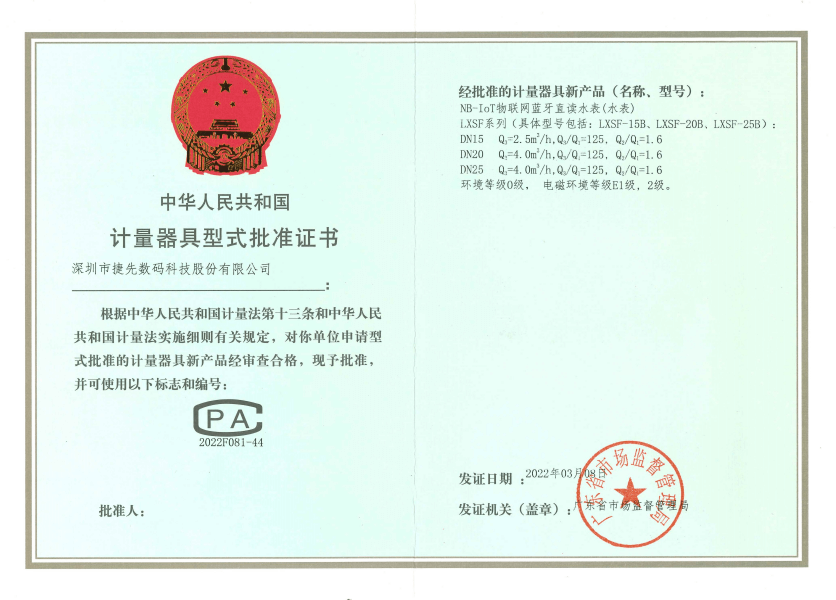 中华人民共和国
计量器具型式批准证书
深圳市捷先数码科技股份有限公司
：
根据中华人民共和国计量法第十三条和中华人民
共和国计量法实施细则有关规定，对你单位申请型
式批准的计量器具新产品经审查合格，现予批准，
并可使用以下标志和编号：
CPA
2022F081-44
批准人：
经批准的计量器具新产品（名称、型号）：
NB-IoT物联网蓝牙直读水表(水表)
LXSF系列（具体型号包括：LXSF-15B、LXSF-20B、LXSF-25B）；
DN15 Q₃=2.5m³/h,Q₃/Q₁=125, Q₂/Q₁=1.6
DN20 Q₃=4.0m³/h,Q₃/Q₁=125, Q₂/Q₁=1.6
DN25 Q₃=4.0m³/h,Q₃/Q₁=125, Q₂/Q₁=1.6
环境等级O级， 电磁环境等级E1级，2级。
发证日期：2022年03月08日
发证机关（盖章）：广东省市场监督管理局
广东省市场监督管理局